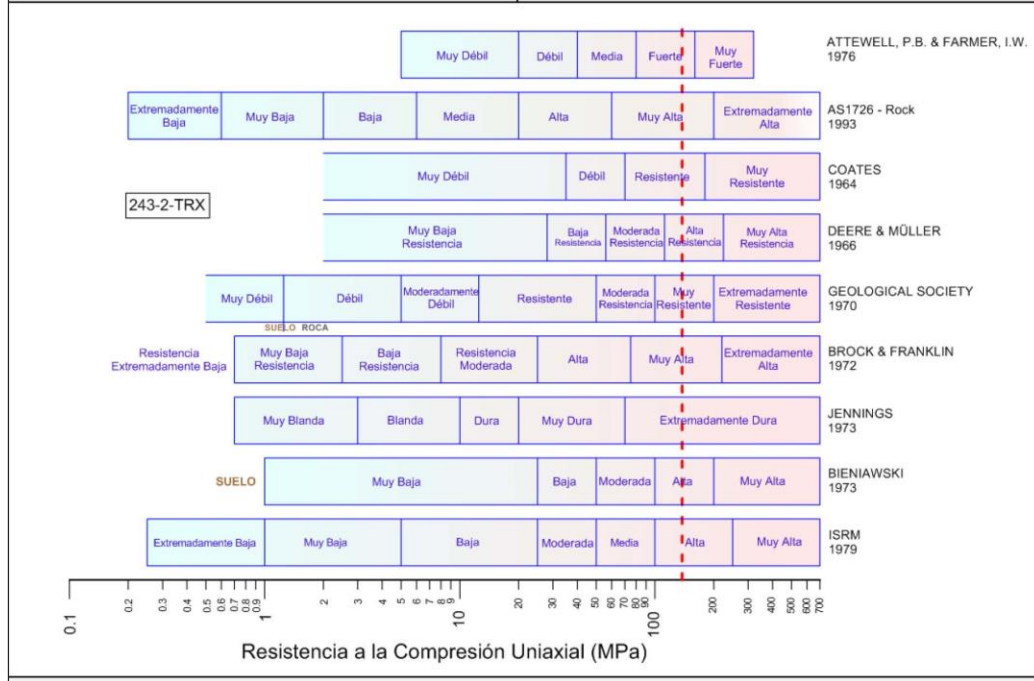 Muy Débil Débil Media Fuerte Muy Fuerte
ATTEWELL, P.B. & FARMER, I.W.
1976
Extremadamente Baja Muy Baja Baja Media Alta Muy Alta Extremadamente Alta
AS1726 - Rock
1993
Muy Débil Débil Resistente Muy Resistente
COATES
1964
243-2-TRX
Muy Baja Resistencia Baja Resistencia Moderada Resistencia Alta Resistencia Muy Alta Resistencia
DEERE & MÜLLER
1966
Muy Débil Débil Moderadamente Débil Resistente Moderada Resistencia Muy Resistente Extremadamente Resistente
GEOLOGICAL SOCIETY
1970
SUELO ROCA
Resistencia Extremadamente Baja Muy Baja Resistencia Baja Resistencia Resistencia Moderada Alta Muy Alta Extremadamente Alta
BROCK & FRANKLIN
1972
Muy Blanda Blanda Dura Muy Dura Extremadamente Dura
JENNINGS
1973
SUELO Muy Baja Baja Moderada Alta Muy Alta
BIENIAWSKI
1973
Extremadamente Baja Muy Baja Baja Moderada Media Alta Muy Alta
ISRM
1979
0.1 0.2 0.3 0.4 0.5 0.6 0.7 0.8 0.9 1 2 3 4 5 6 7 8 9 10 20 30 40 50 60 70 80 90 100 200 300 400 500 600 700
Resistencia a la Compresión Uniaxial (MPa)